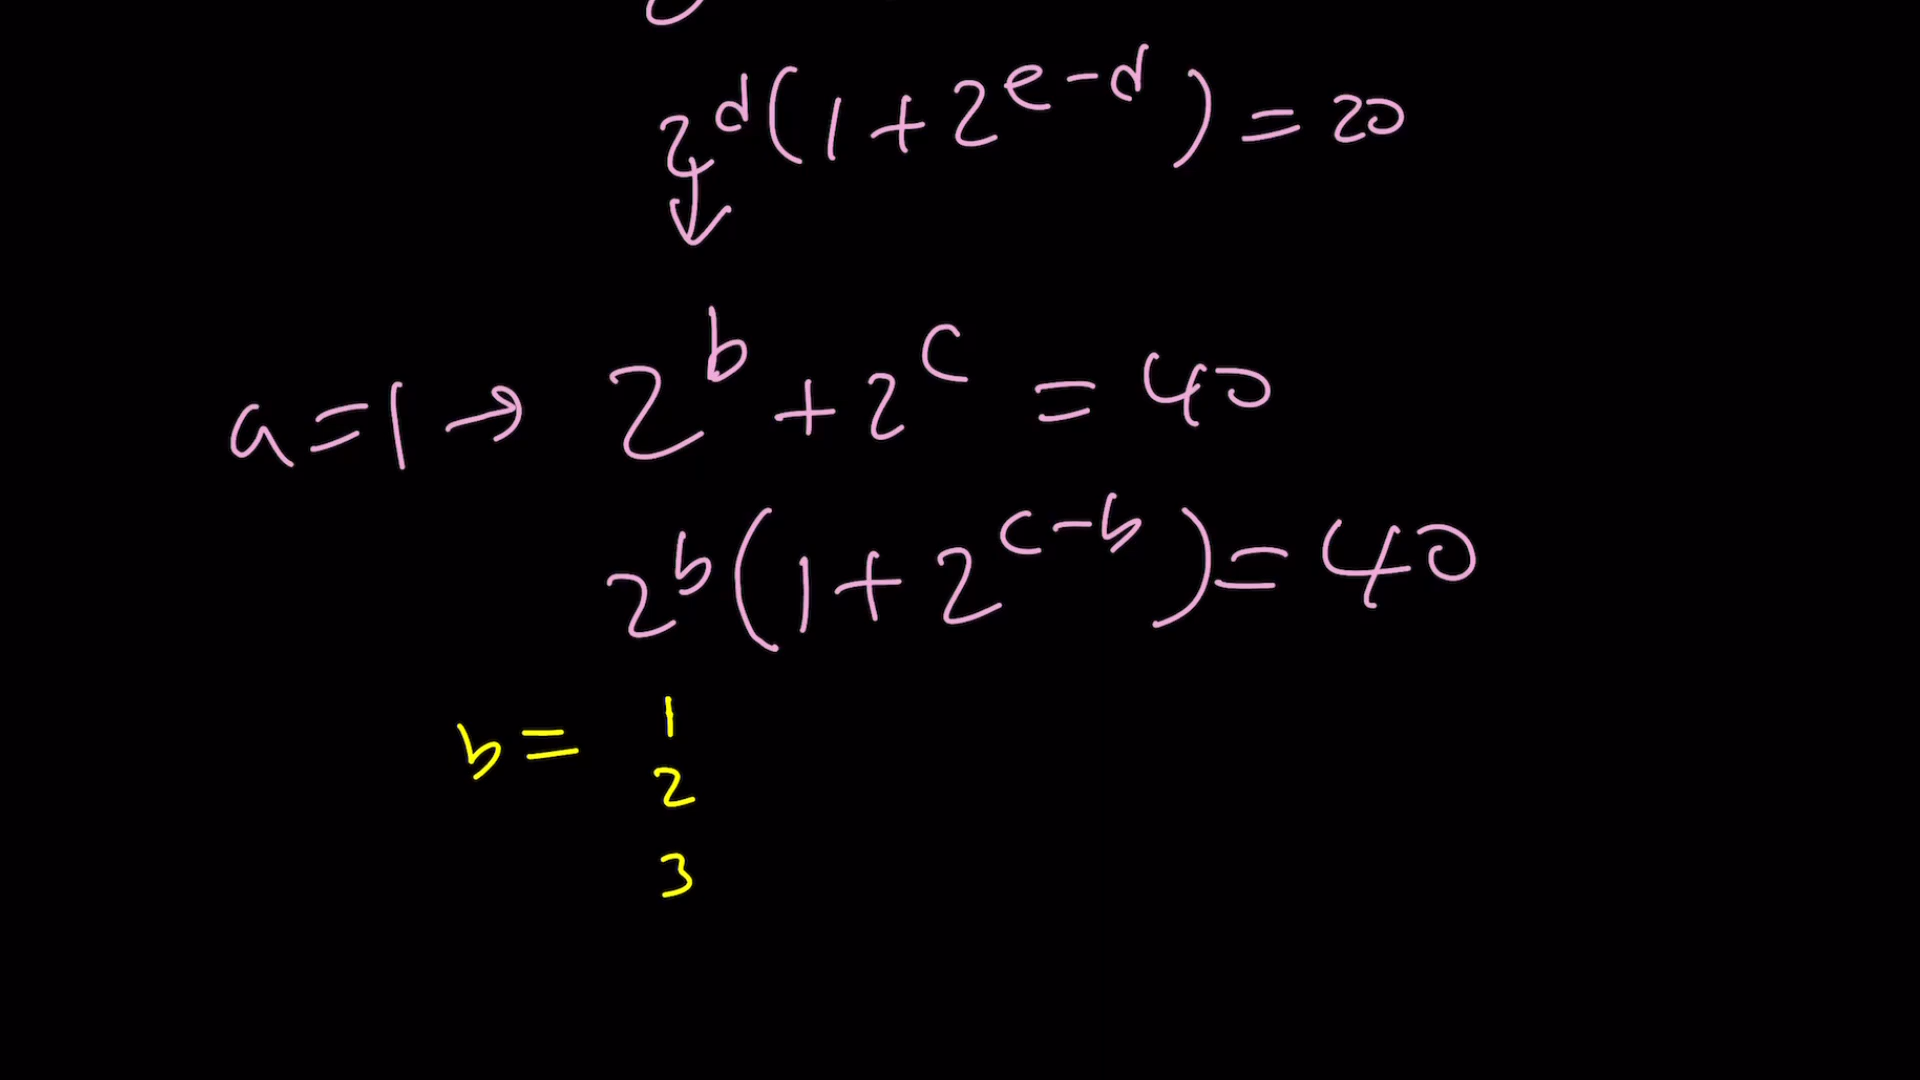 2^d(1+2^{e-d})=20
a=1→ 2^b+2^c=40
2^b(1+2^{c-b})=40
b= 1
2
3